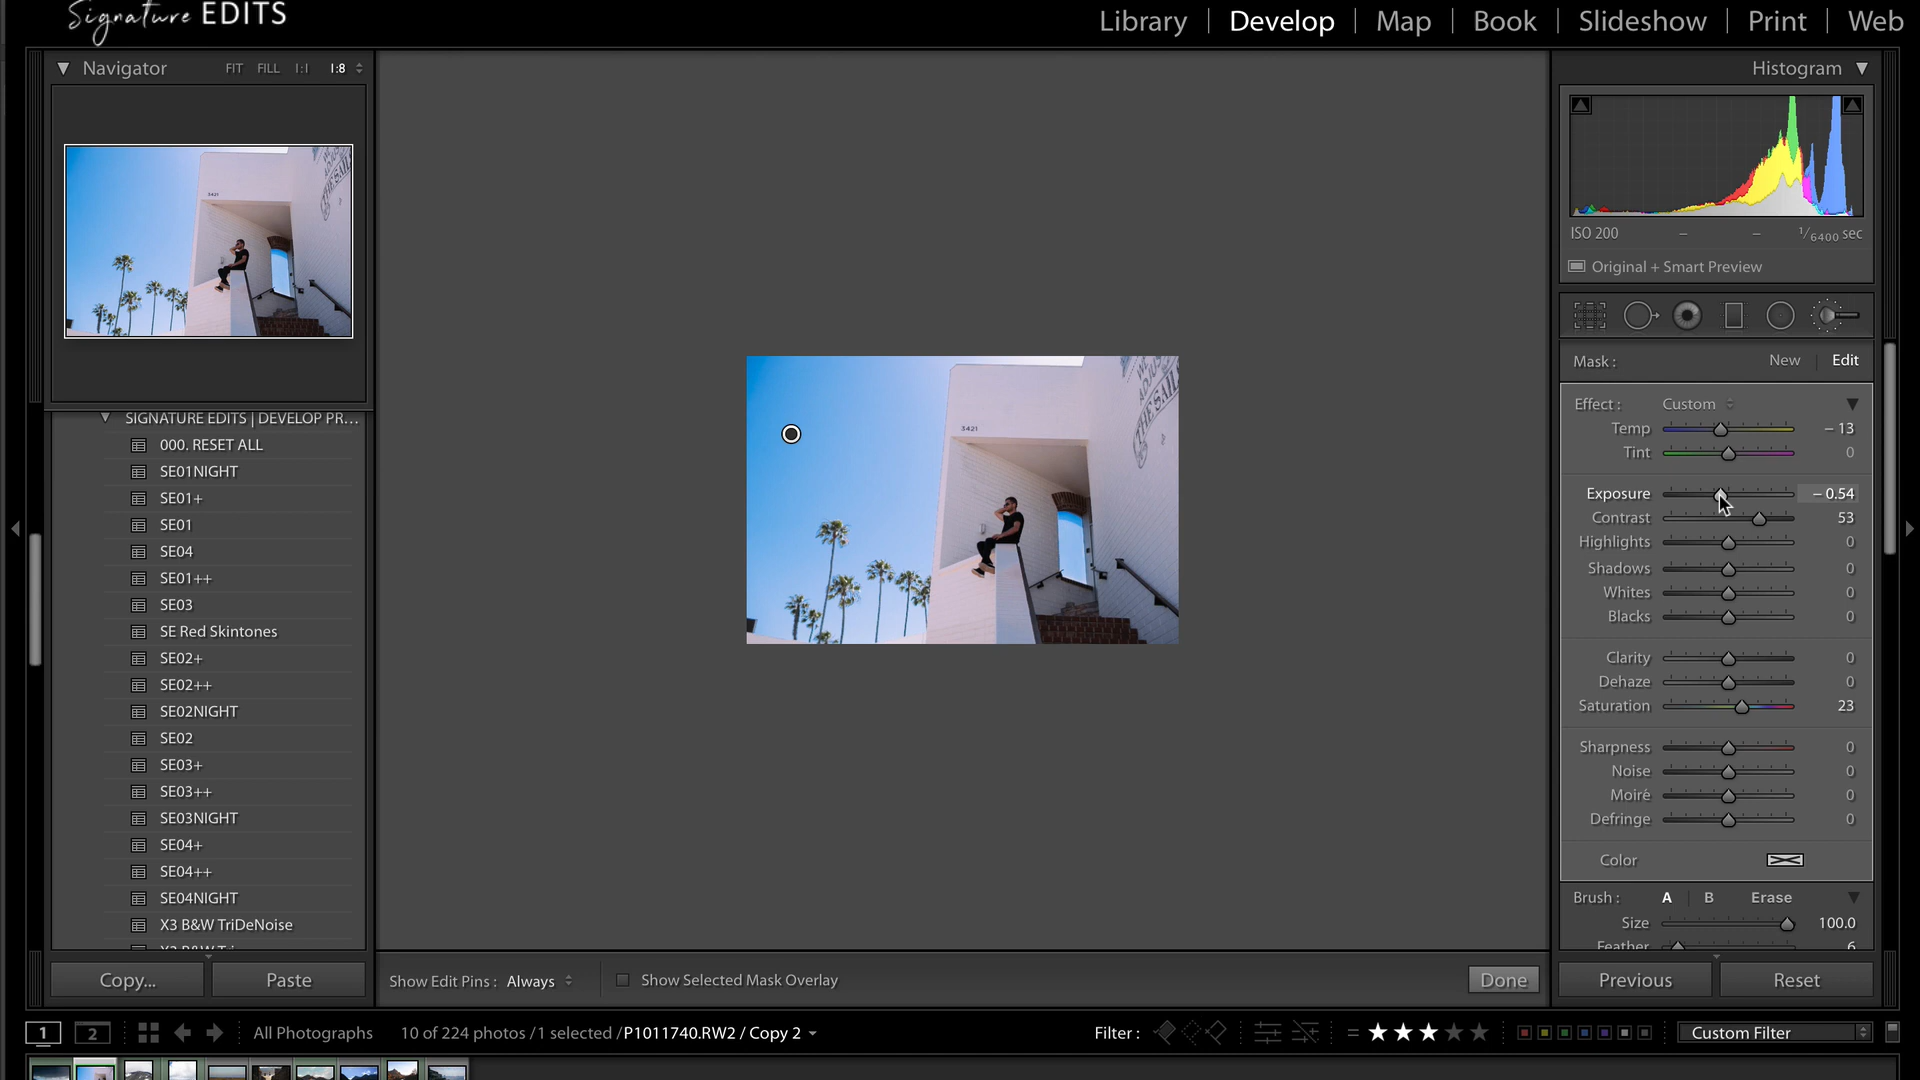 Signature EDITS
Library | Develop | Map | Book | Slideshow | Print | Web
Navigator FIT FILL 1:1 1:8
3421
SIGNATURE EDITS | DEVELOP PR...
000. RESET ALL
SE01NIGHT
SE01+
SE01
SE04
SE01++
SE03
SE Red Skintones
SE02+
SE02++
SE02NIGHT
SE02
SE03+
SE03++
SE03NIGHT
SE04+
SE04++
SE04NIGHT
X3 B&W TriDeNoise
Copy... Paste
3421
Show Edit Pins : Always
Show Selected Mask Overlay
Done
Histogram
ISO 200 – – 1/6400 sec
Original + Smart Preview
Mask : New | Edit
Effect : Custom
Temp – 13
Tint 0
Exposure – 0.54
Contrast 53
Highlights 0
Shadows 0
Whites 0
Blacks 0
Clarity 0
Dehaze 0
Saturation 23
Sharpness 0
Noise 0
Moiré 0
Defringe 0
Color
Brush : A B Erase
Size 100.0
Feather 6
Previous Reset
1 2 All Photographs 10 of 224 photos /1 selected /P1011740.RW2 / Copy 2 Filter : = Custom Filter